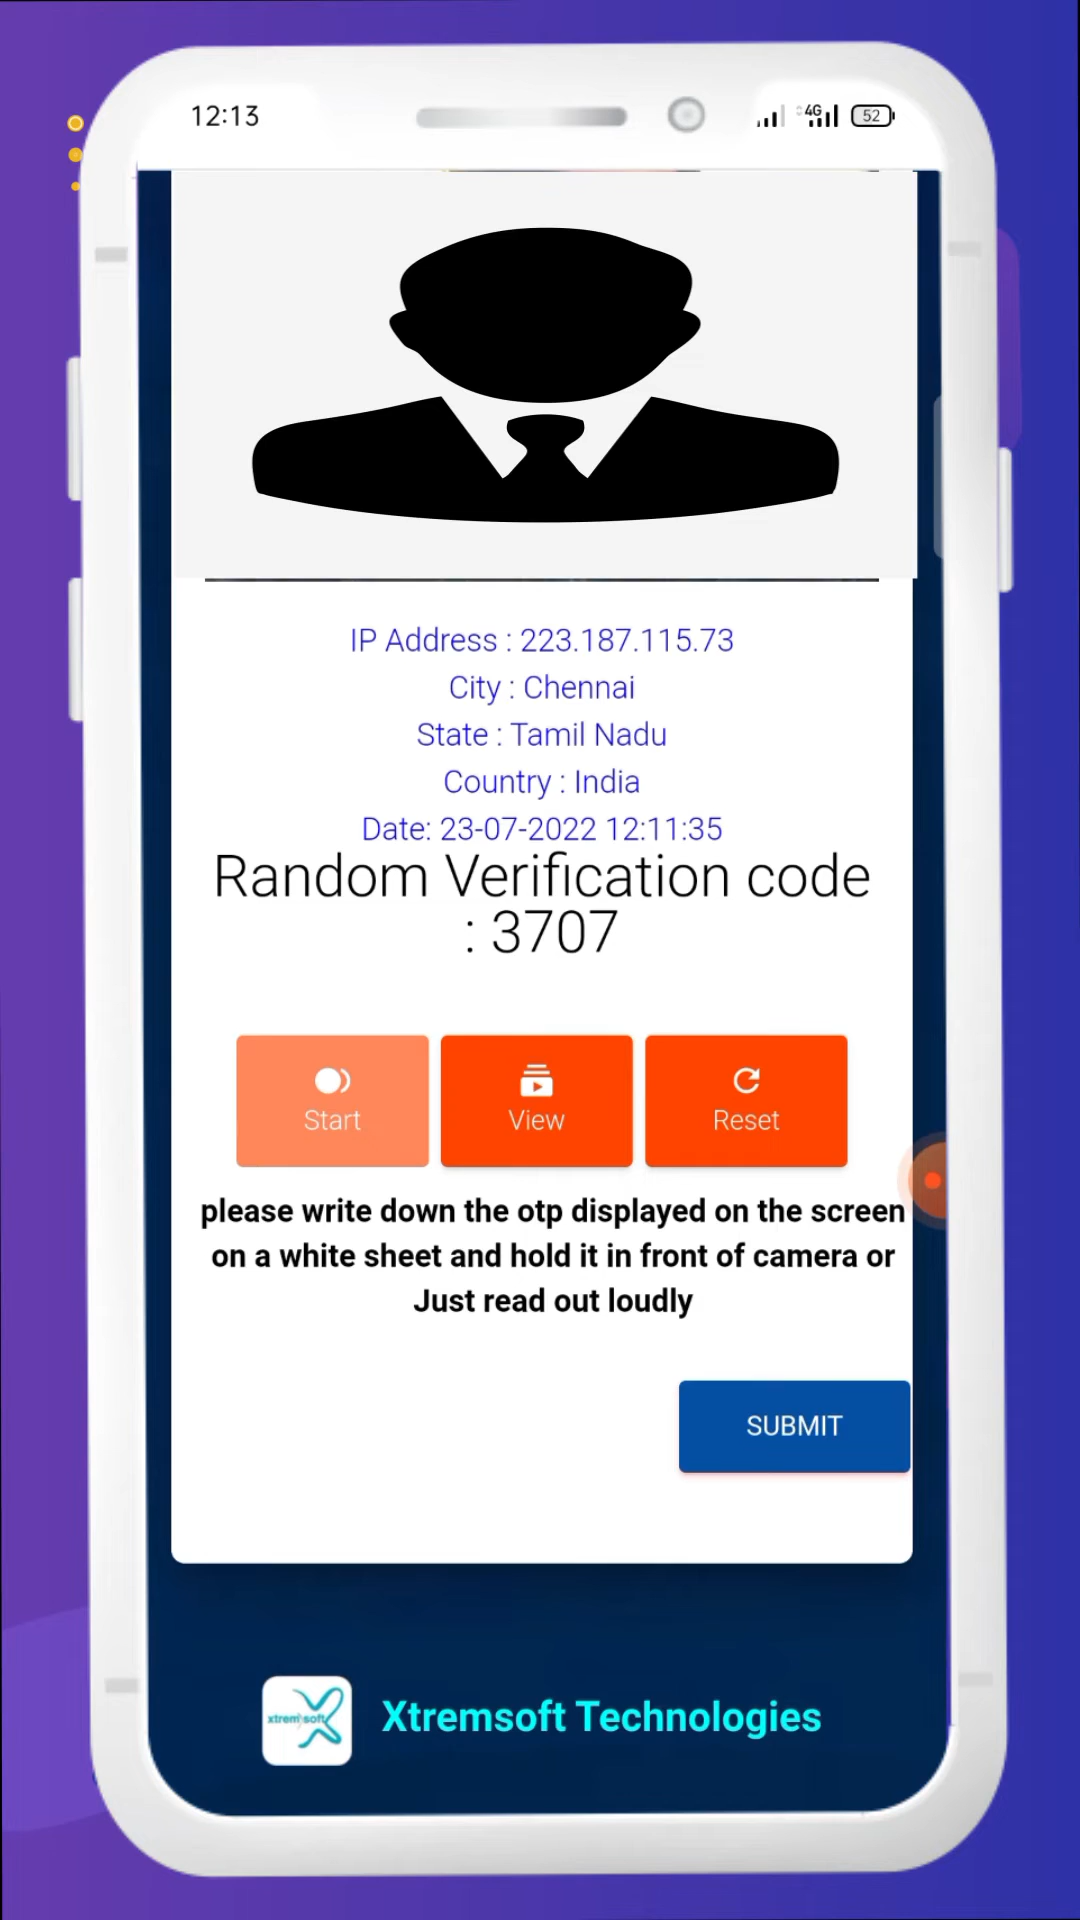 12:13
4G
52
IP Address : 223.187.115.73
City : Chennai
State : Tamil Nadu
Country : India
Date: 23-07-2022 12:11:35
Random Verification code
: 3707
Start
View
Reset
please write down the otp displayed on the screen
on a white sheet and hold it in front of camera or
Just read out loudly
SUBMIT
xtrem soft
Xtremsoft Technologies